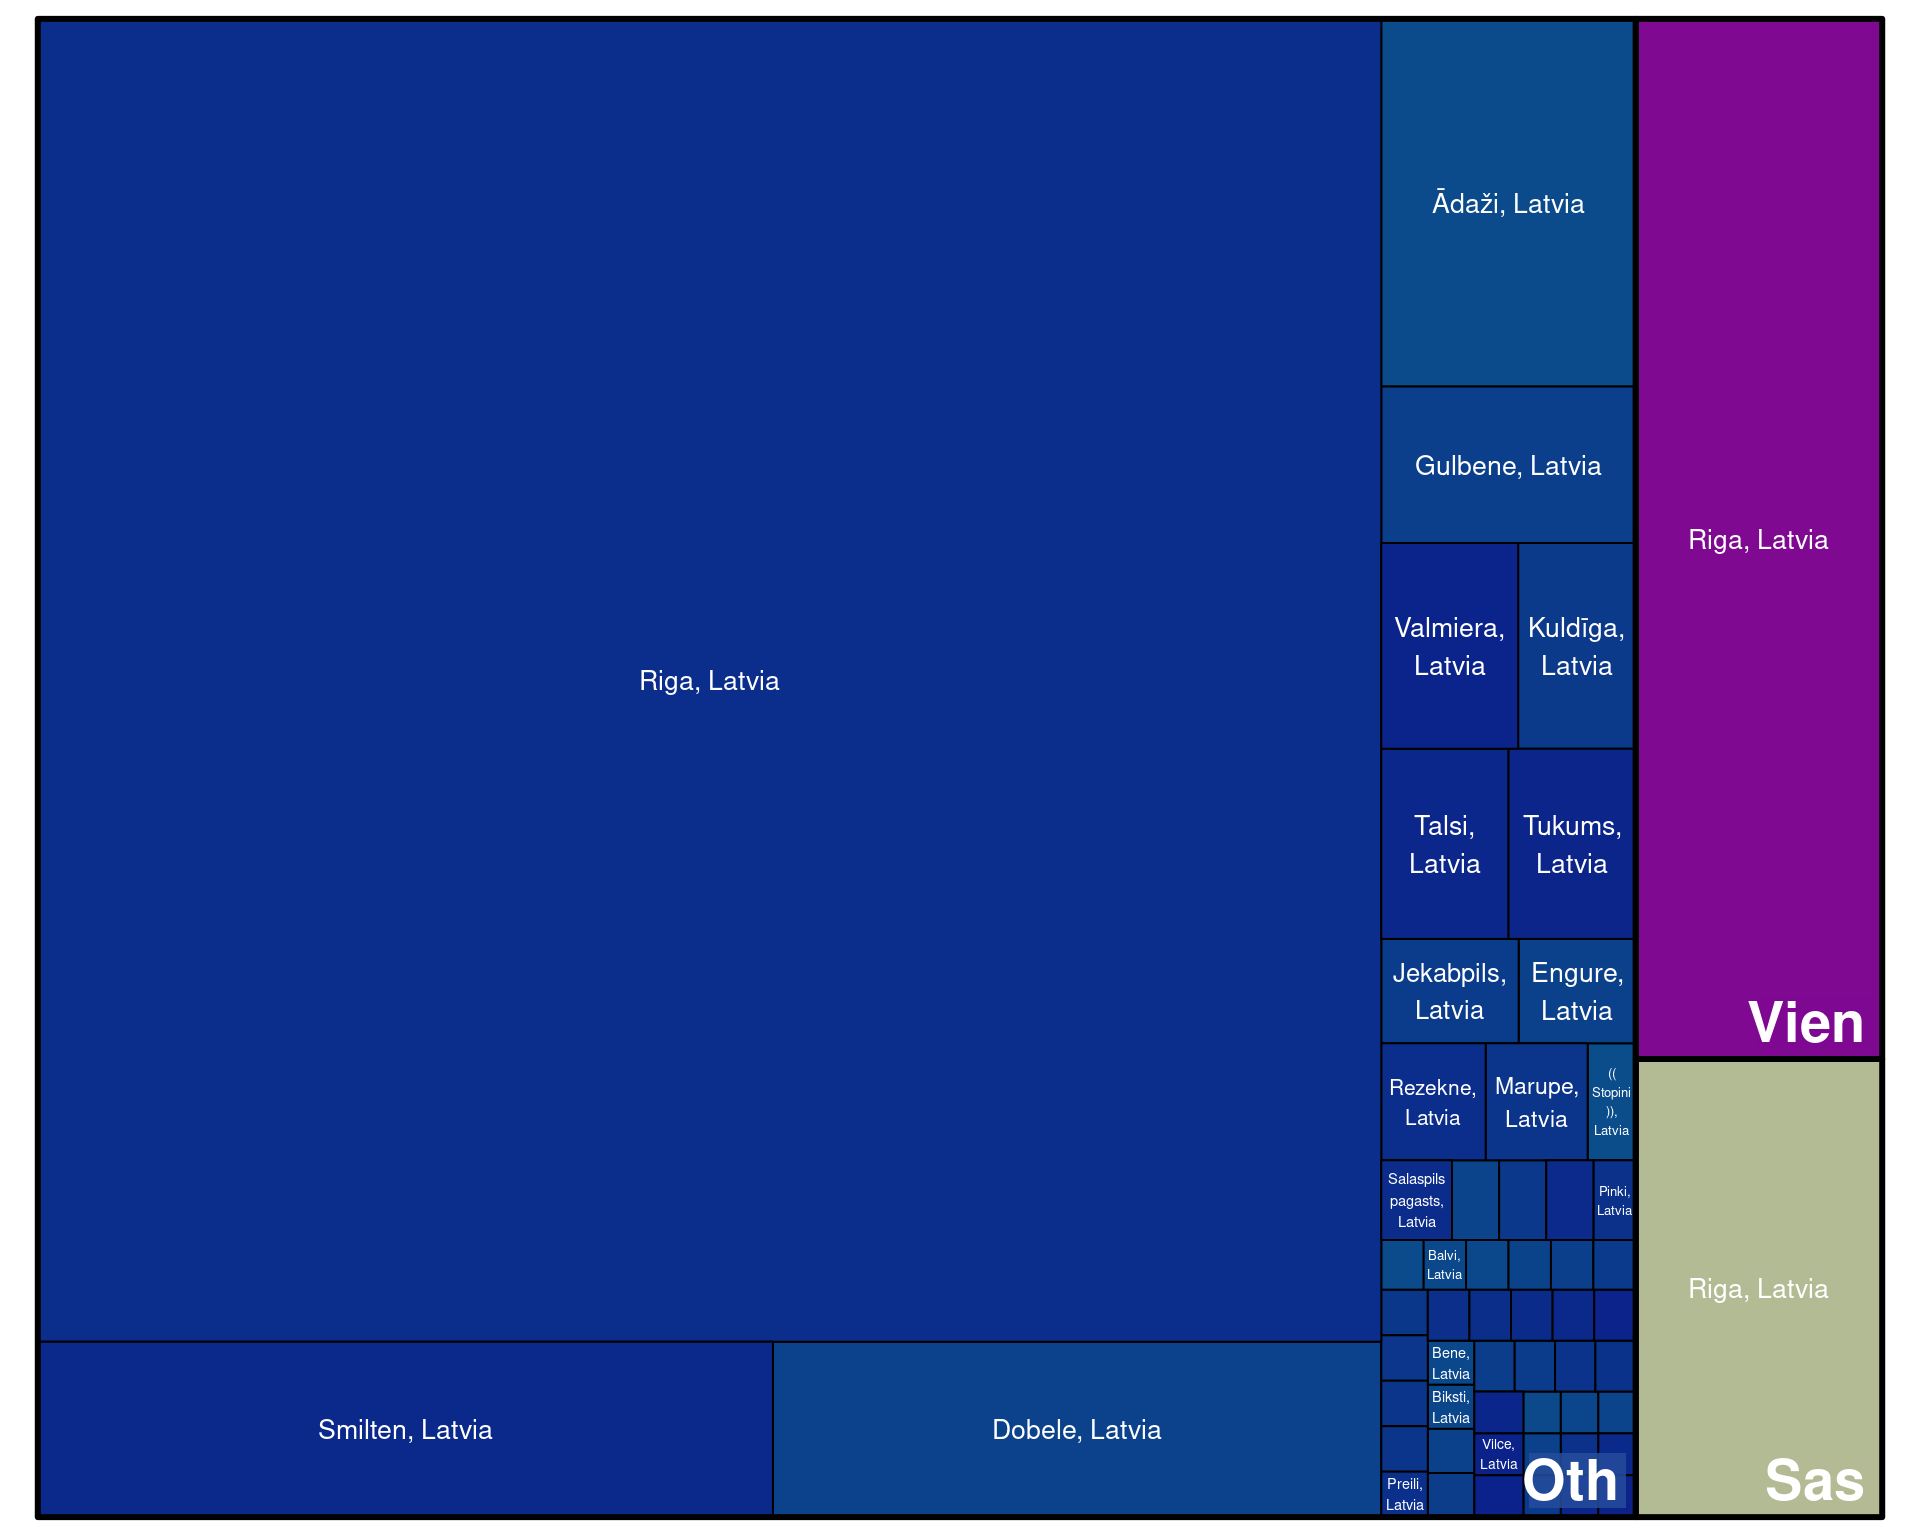 Riga, Latvia
Smilten, Latvia
Dobele, Latvia
Ādaži, Latvia
Gulbene, Latvia
Valmiera,
Latvia
Kuldīga,
Latvia
Talsi,
Latvia
Tukums,
Latvia
Jekabpils,
Latvia
Engure,
Latvia
Rezekne,
Latvia
Marupe,
Latvia
((
Stopini
)),
Latvia
Salaspils
pagasts,
Latvia
Pinki,
Latvia
Balvi,
Latvia
Bene,
Latvia
Biksti,
Latvia
Vilce,
Latvia
Preili,
Latvia
Oth
Riga, Latvia
Vien
Riga, Latvia
Sas